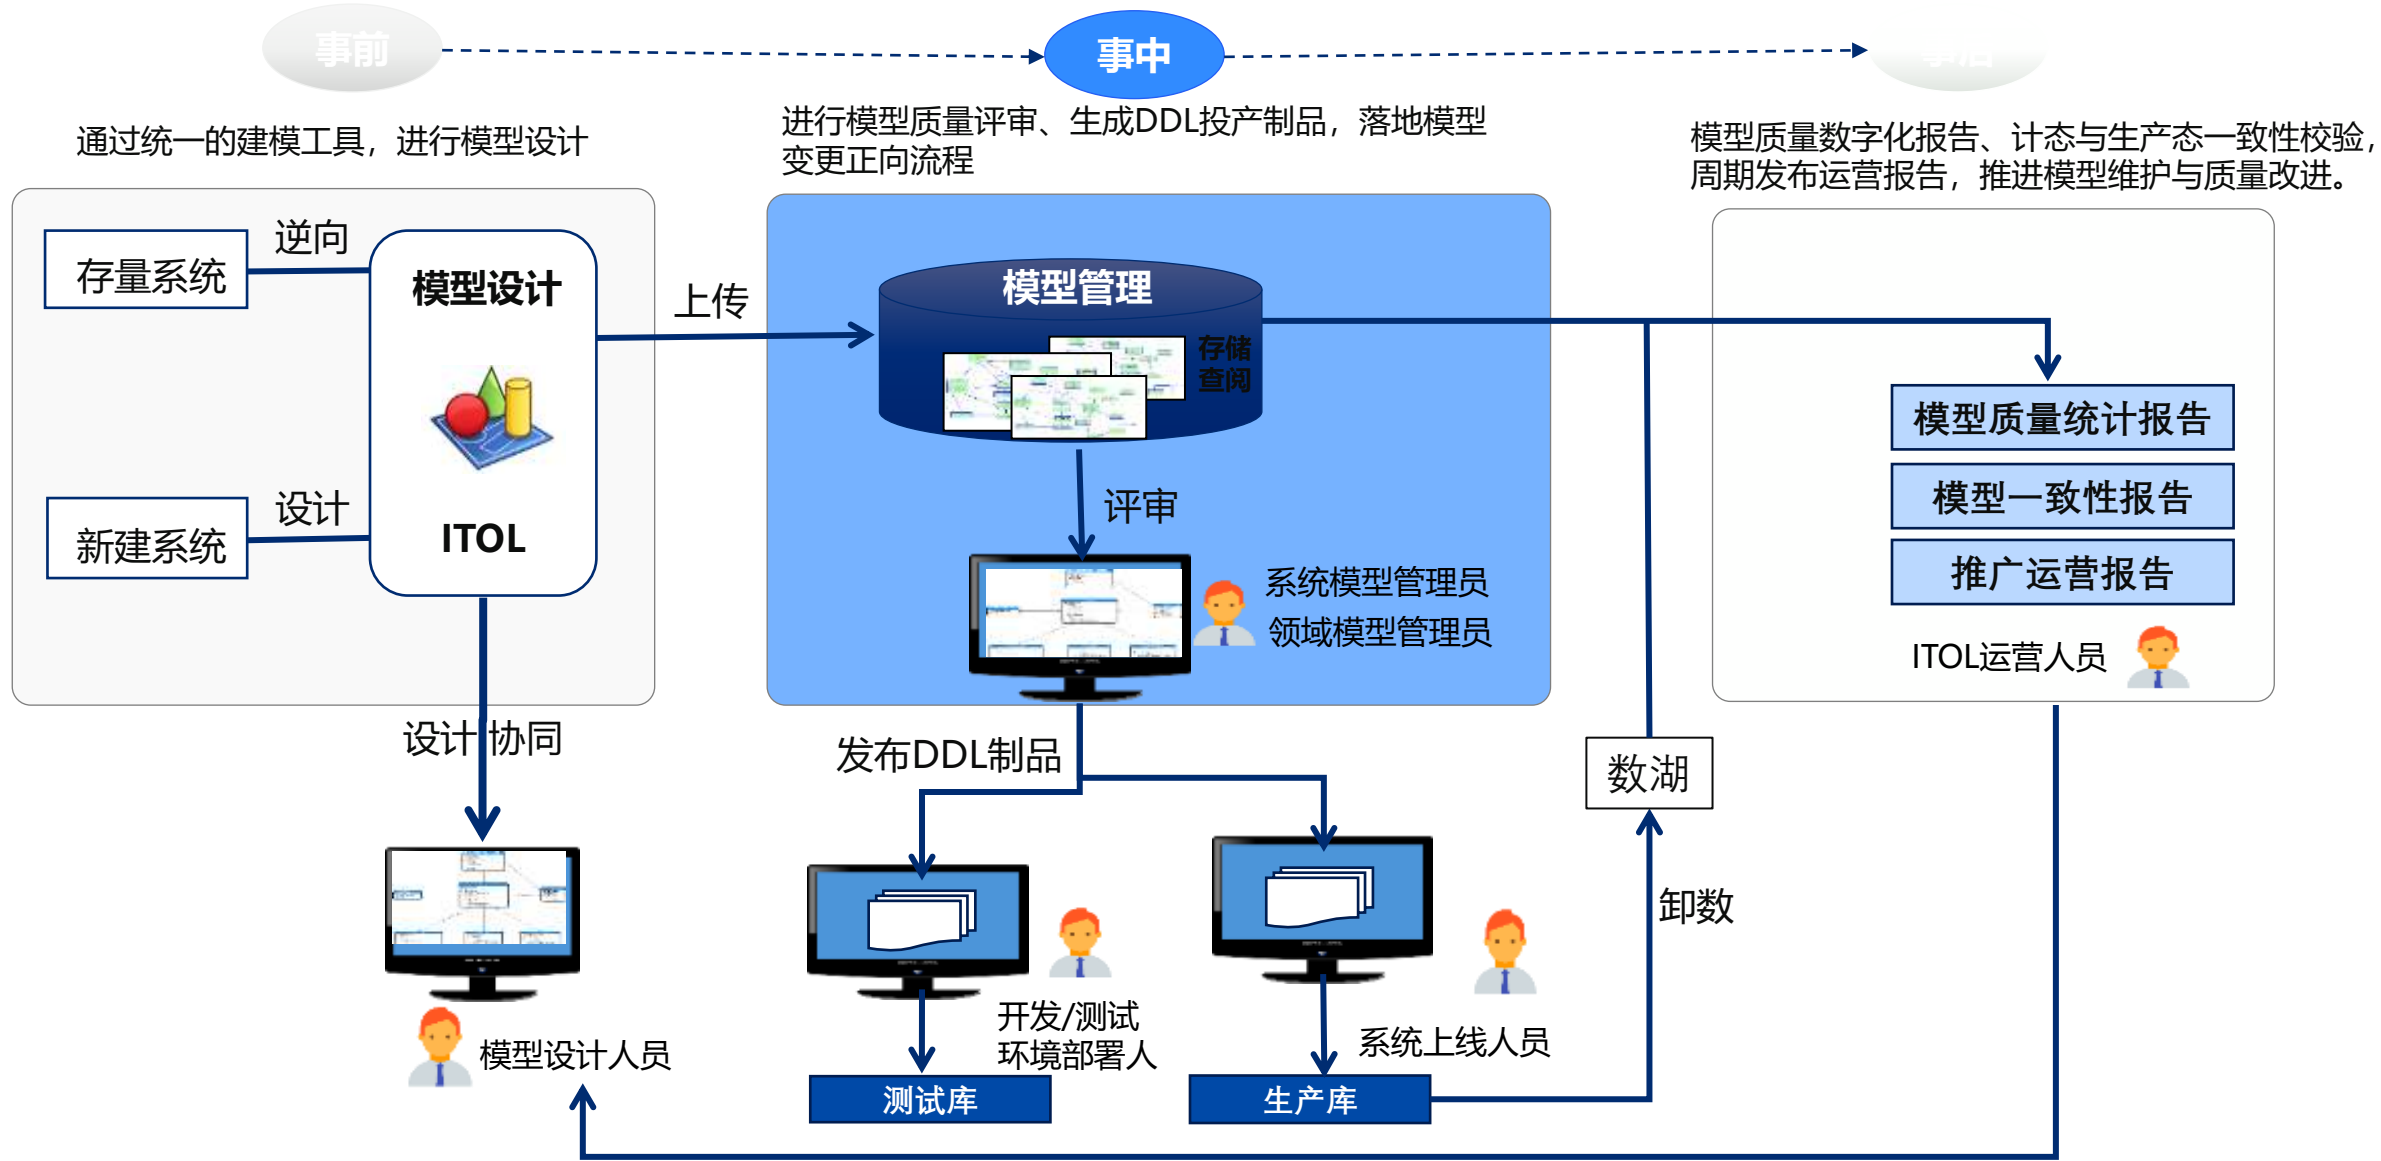 事前
事中
事后
通过统一的建模工具，进行模型设计
进行模型质量评审、生成DDL投产制品，落地模型
变更正向流程
模型质量数字化报告、计态与生产态一致性校验，
周期发布运营报告，推进模型维护与质量改进。
存量系统
逆向
模型设计
ITOL
新建系统
设计
上传
模型管理
存储
查阅
评审
系统模型管理员
领域模型管理员
模型质量统计报告
模型一致性报告
推广运营报告
ITOL运营人员
设计 协同
发布DDL制品
数湖
卸数
模型设计人员
开发/测试
环境部署人
系统上线人员
测试库
生产库